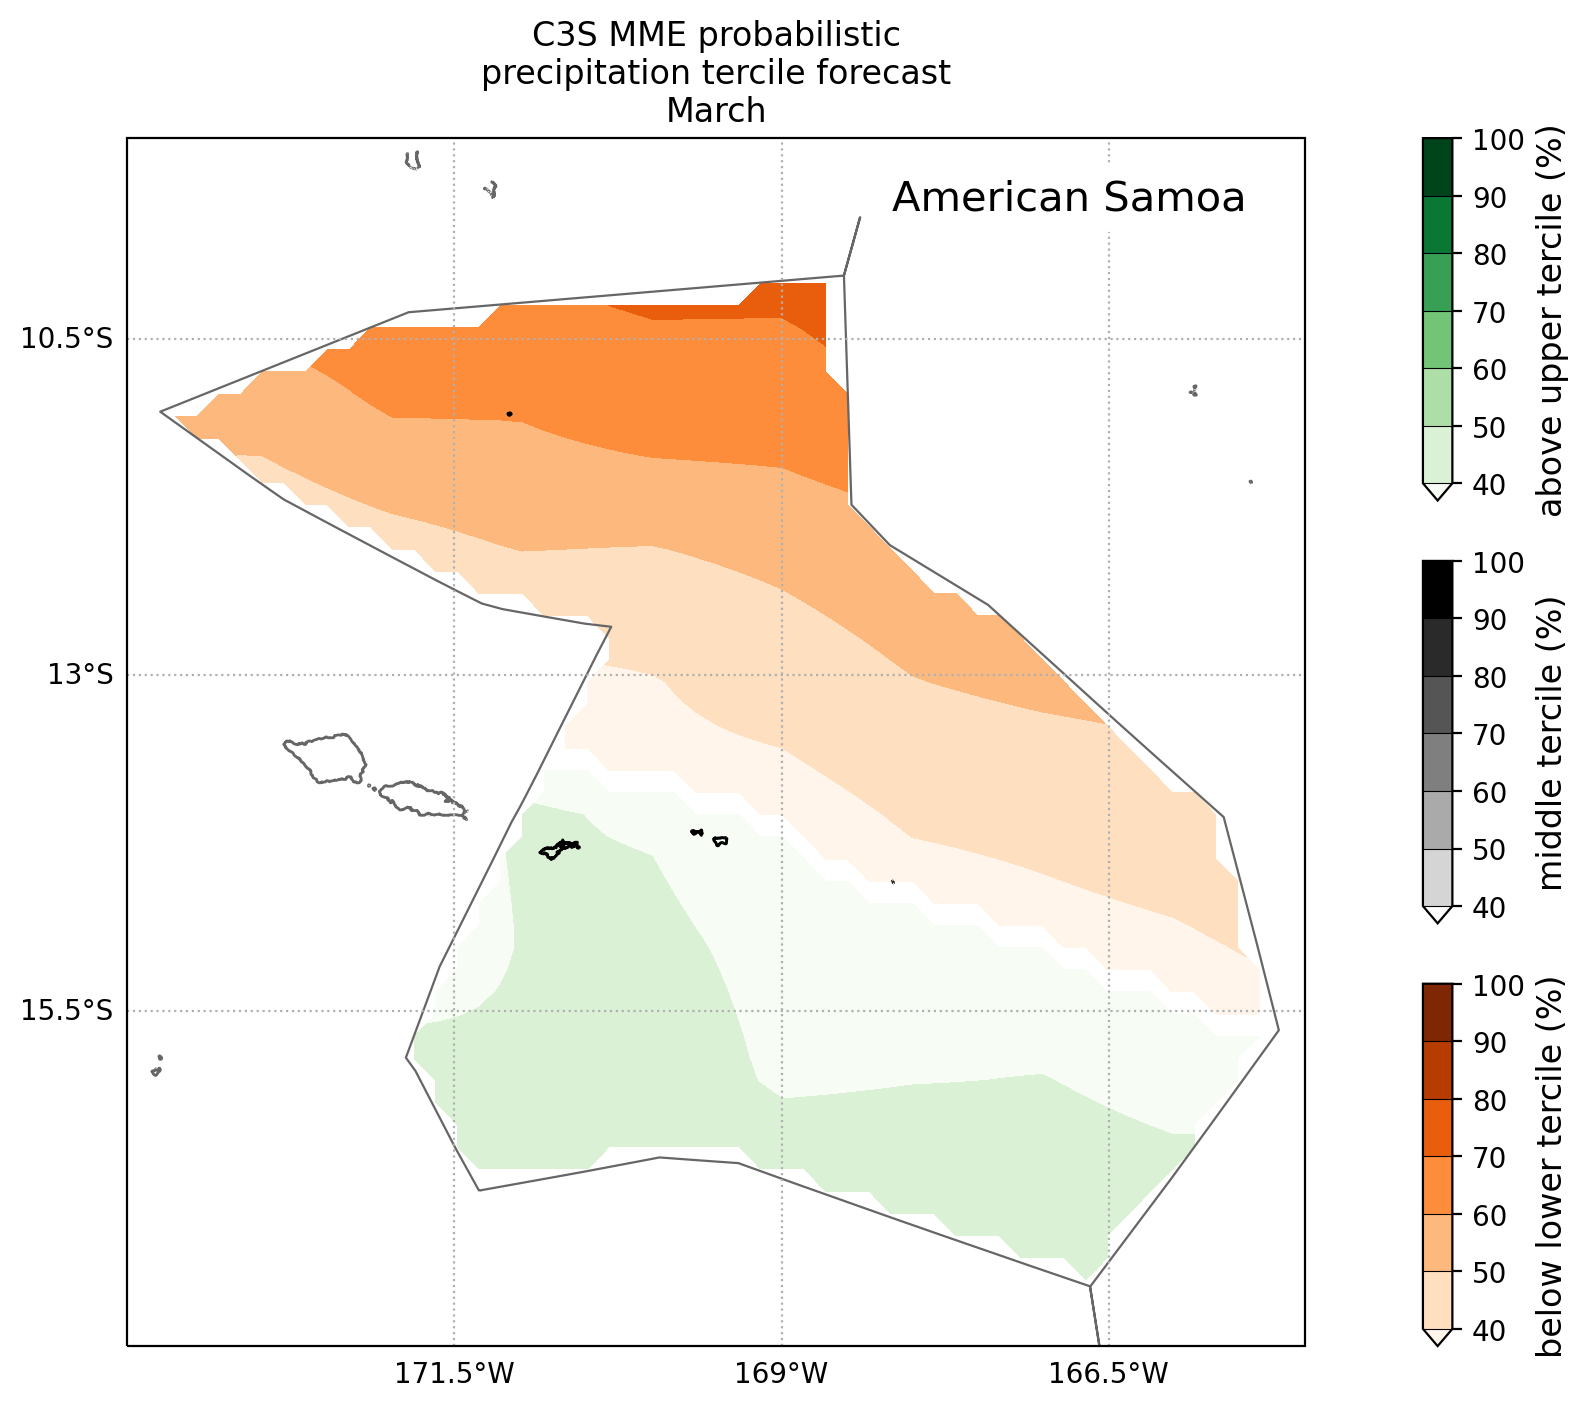 C3S MME probabilistic
precipitation tercile forecast
March
American Samoa
10.5°S
13°S
15.5°S
171.5°W
169°W
166.5°W
100
90
80
70
60
50
40
above upper tercile (%)
100
90
80
70
60
50
40
middle tercile (%)
100
90
80
70
60
50
40
below lower tercile (%)